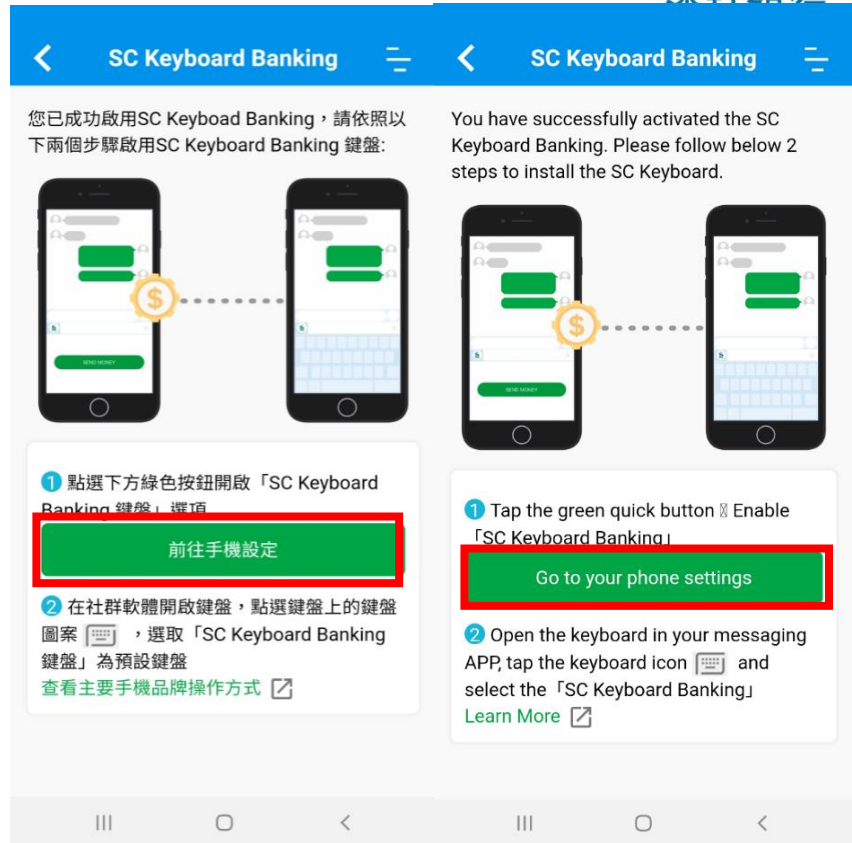 SC Keyboard Banking
您已成功啟用SC Keyboad Banking，請依照以
下兩個步驟啟用SC Keyboard Banking 鍵盤:
$
SEND MONEY
1 點選下方綠色按鈕開啟「SC Keyboard
Banking 鍵盤」選項
前往手機設定
2 在社群軟體開啟鍵盤，點選鍵盤上的鍵盤
圖案 ，選取「SC Keyboard Banking
鍵盤」為預設鍵盤
查看主要手機品牌操作方式
SC Keyboard Banking
You have successfully activated the SC
Keyboard Banking. Please follow below 2
steps to install the SC Keyboard.
$
SEND MONEY
1 Tap the green quick button Enable
「SC Keyboard Banking」
Go to your phone settings
2 Open the keyboard in your messaging
APP, tap the keyboard icon and
select the「SC Keyboard Banking」
Learn More